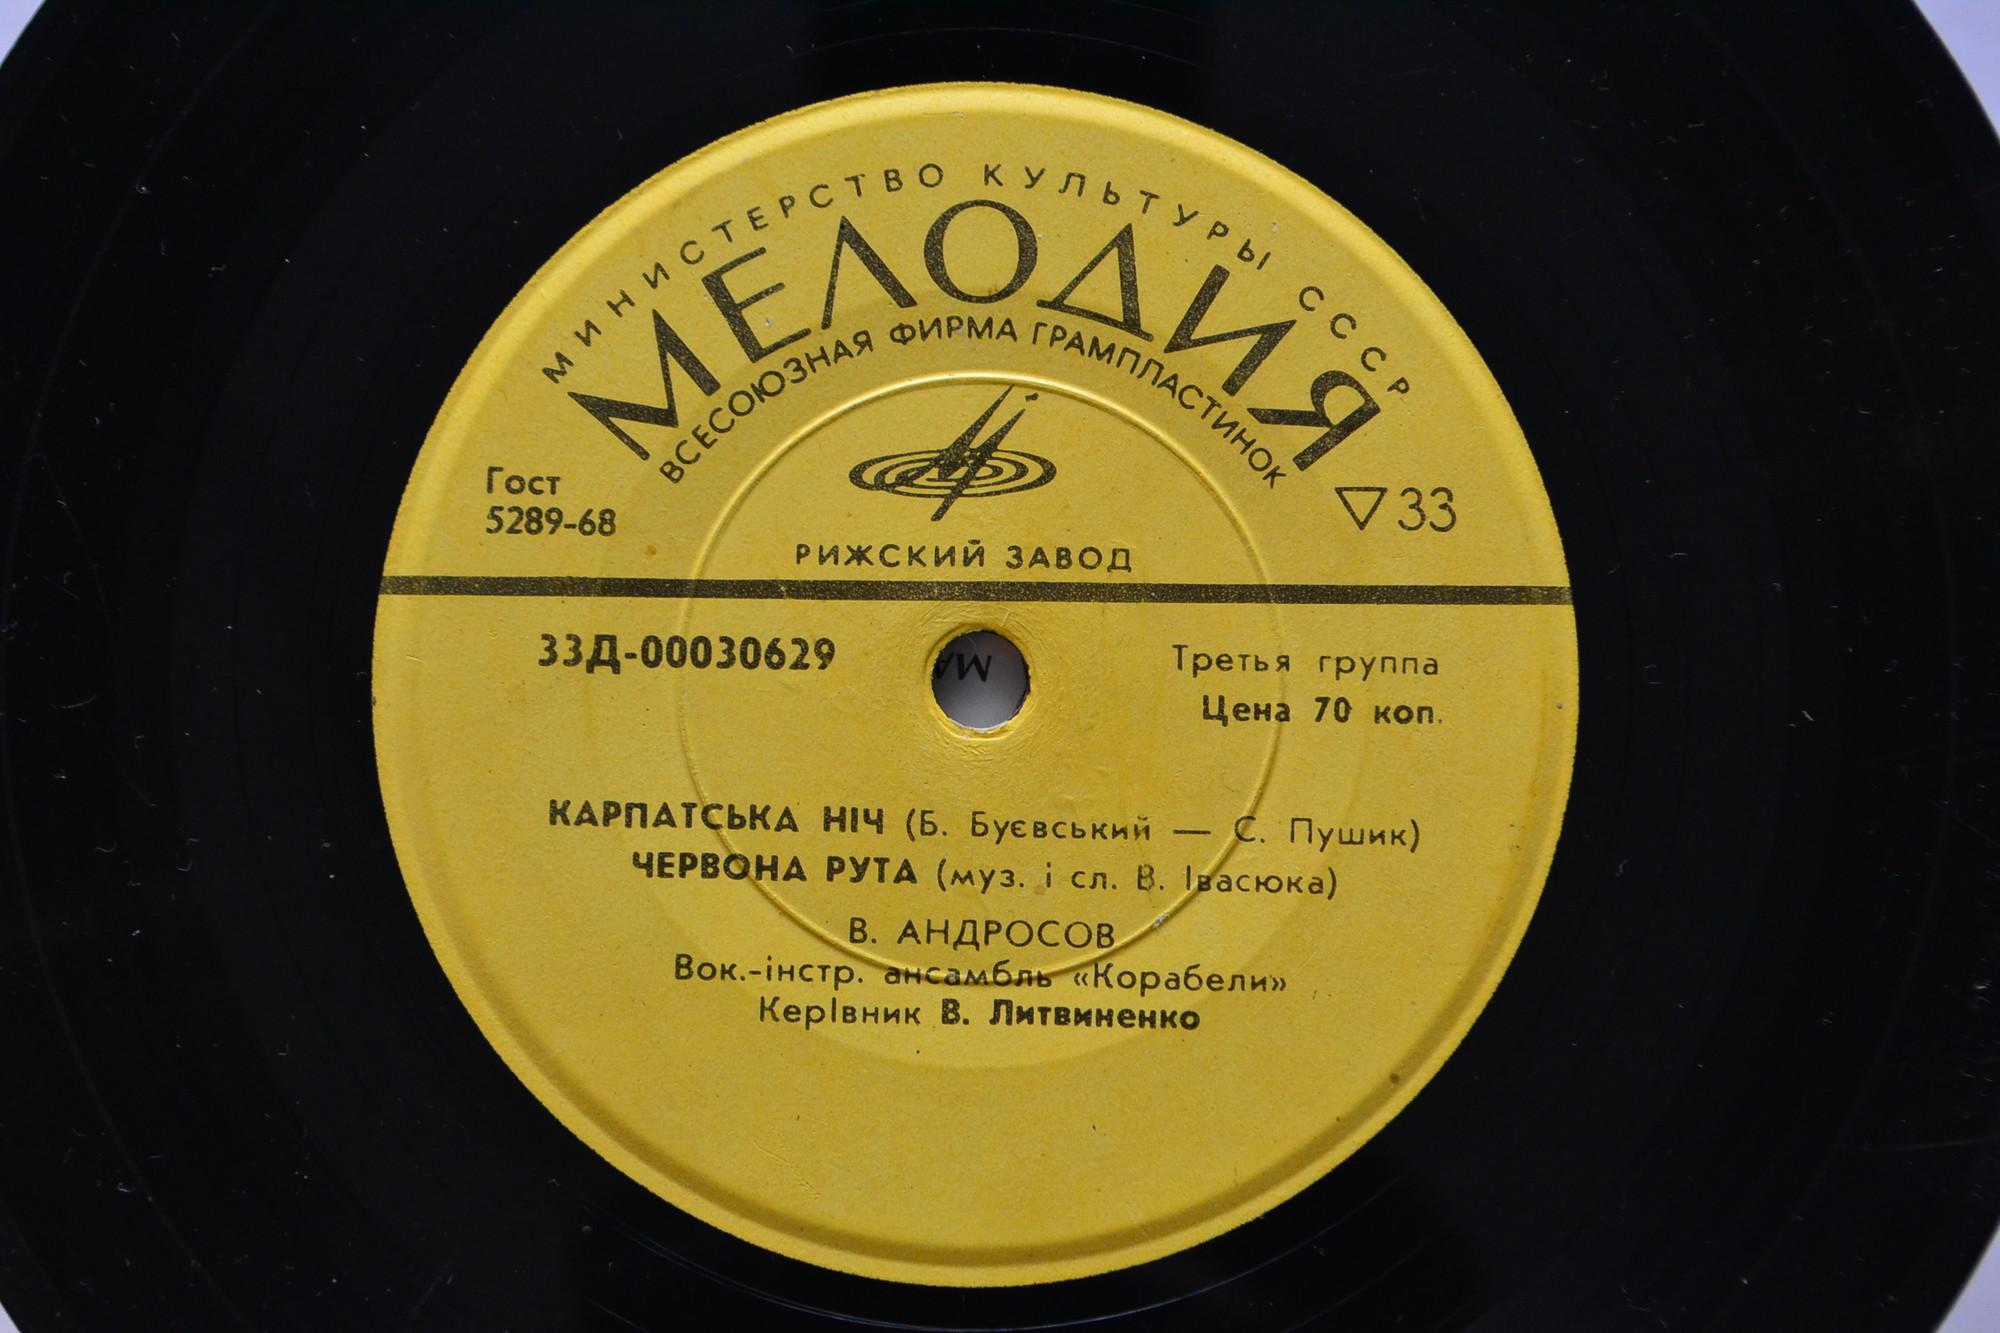 МИНИСТЕРСТВО КУЛЬТУРЫ СССР
МЕЛОДИЯ
ВСЕСОЮЗНАЯ ФИРМА ГРАМПЛАСТИНОК
Гост
5289-68
33
РИЖСКИЙ ЗАВОД
33Д-00030629
Третья группа
Цена 70 коп.
КАРПАТСЬКА НІЧ (Б. Буєвський — С. Пушик)
ЧЕРВОНА РУТА (муз. і сл. В. Івасюка)
В. АНДРОСОВ
Вок.-інстр. ансамбль «Корабели»
Керівник В. Литвиненко